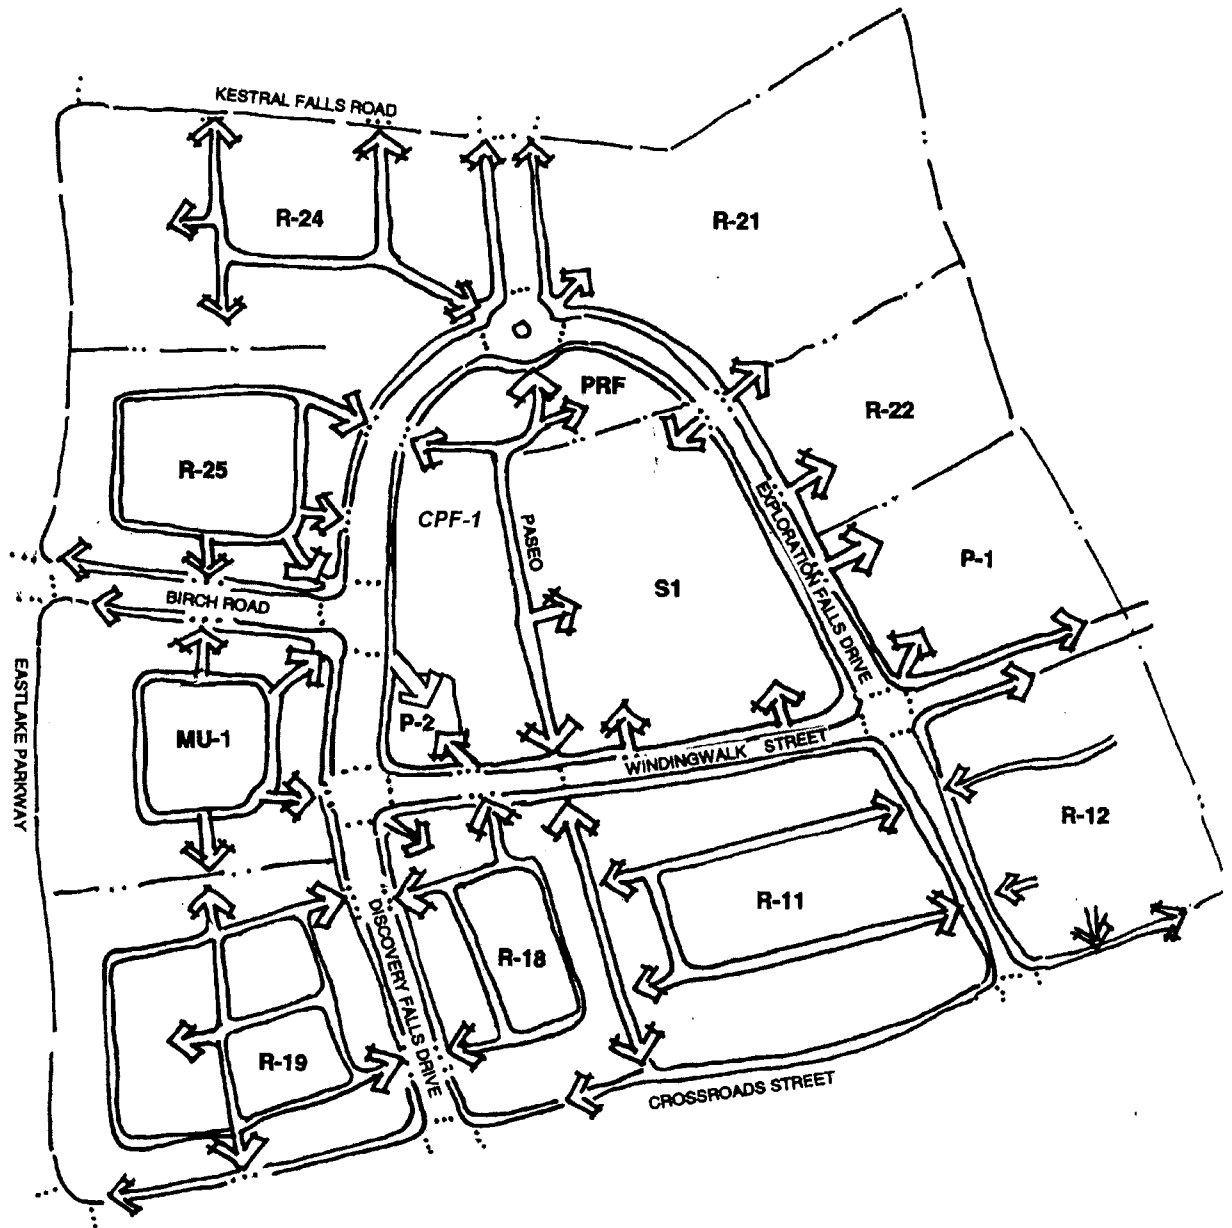 KESTRAL FALLS ROAD
R-24
R-21
PRF
R-22
R-25
CPF-1
PASEO
EXPLORATION FALLS DRIVE
P-1
S1
BIRCH ROAD
EASTLAKE PARKWAY
MU-1
P-2
WINDINGWALK STREET
R-12
R-11
DISCOVERY FALLS DRIVE
R-18
R-19
CROSSROADS STREET